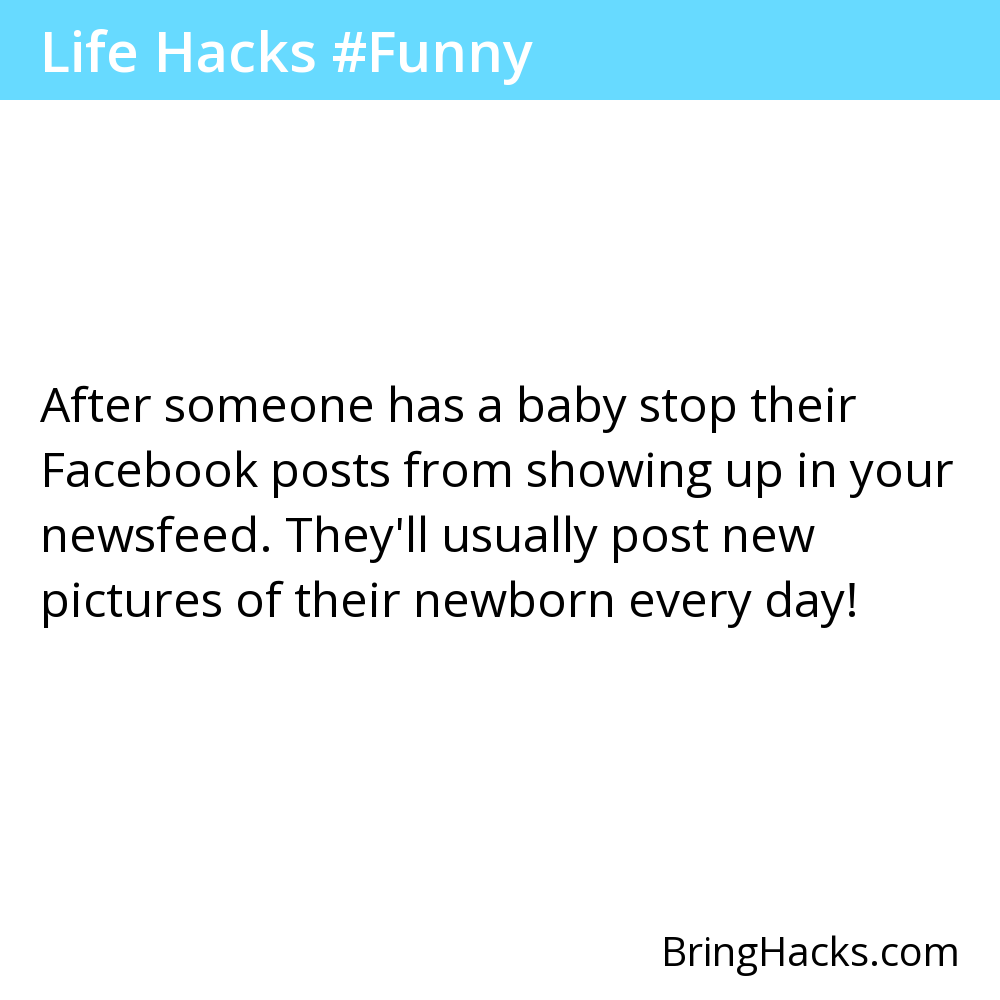 Life Hacks #Funny
After someone has a baby stop their
Facebook posts from showing up in your
newsfeed. They'll usually post new
pictures of their newborn every day!
BringHacks.com